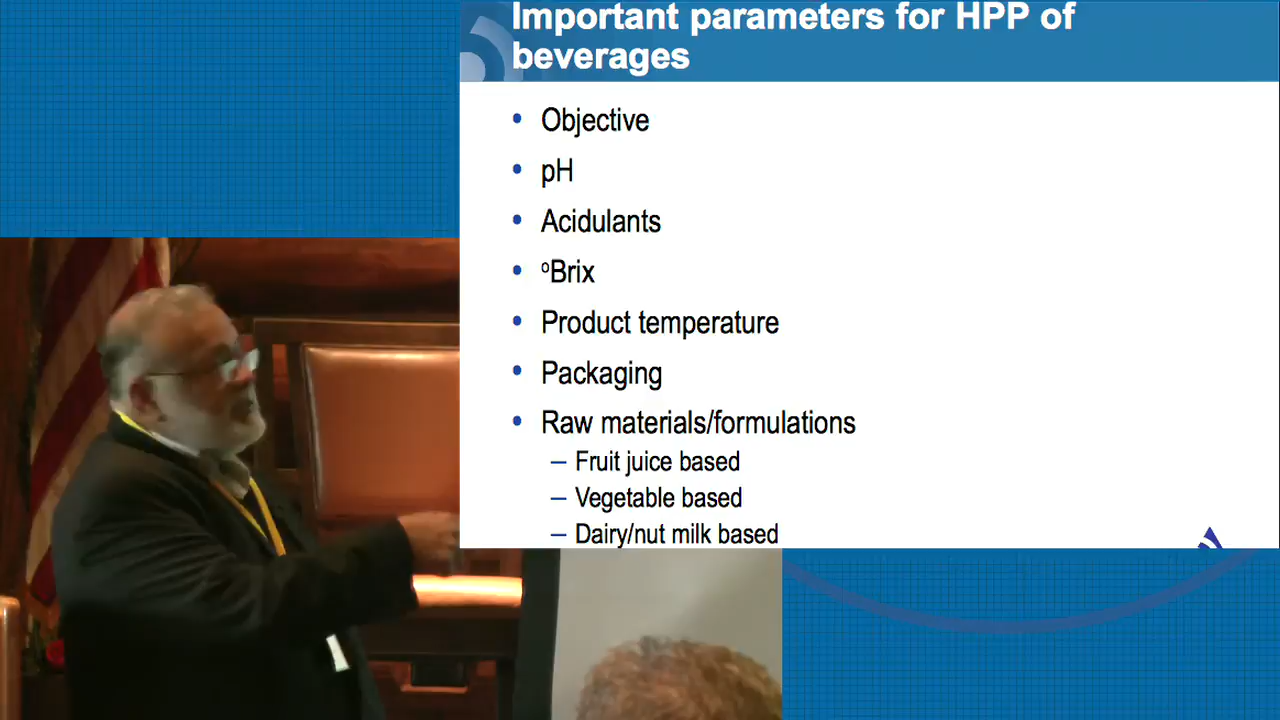 Important parameters for HPP of
beverages
• Objective
• pH
• Acidulants
• ºBrix
• Product temperature
• Packaging
• Raw materials/formulations
– Fruit juice based
– Vegetable based
– Dairy/nut milk based